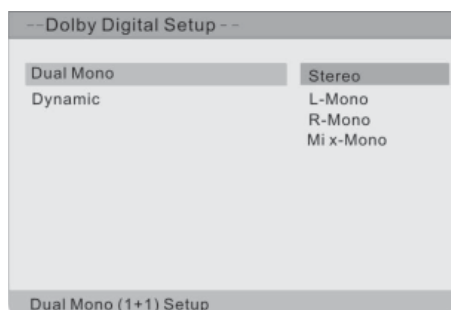 --Dolby Digital Setup--
Dual Mono
Dynamic
Stereo
L-Mono
R-Mono
Mi x-Mono
Dual Mono (1+1) Setup